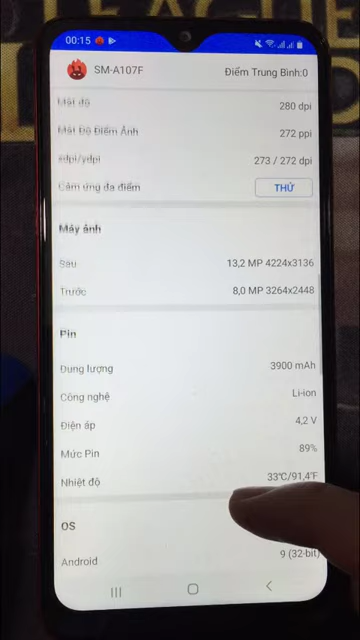 LEAGUE
00:15
SM-A107F Điểm Trung Bình:0
Mật độ 280 dpi
Mật Độ Điểm Ảnh 272 ppi
xdpi/ydpi 273 / 272 dpi
Cảm ứng đa điểm THỬ
Máy ảnh
Sau 13,2 MP 4224x3136
Trước 8,0 MP 3264x2448
Pin
Dung lượng 3900 mAh
Công nghệ Li-ion
Điện áp 4,2 V
Mức Pin 89%
Nhiệt độ 33℃/91,4℉
OS
Android 9 (32-bit)